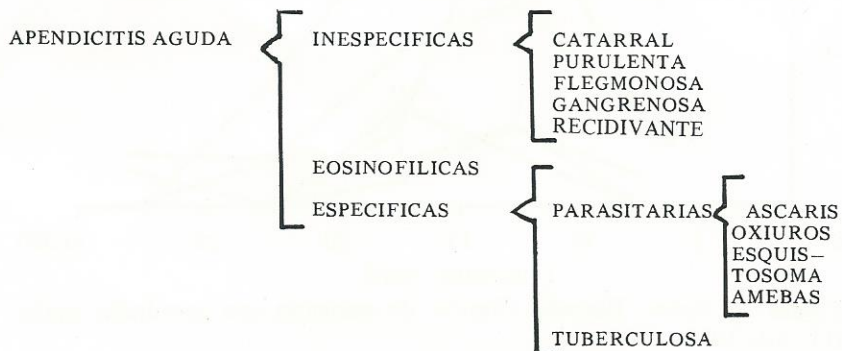 APENDICITIS AGUDA
INESPECIFICAS
CATARRAL
PURULENTA
FLEGMONOSA
GANGRENOSA
RECIDIVANTE
EOSINOFILICAS
ESPECIFICAS
PARASITARIAS
ASCARIS
OXIUROS
ESQUIS–
TOSOMA
AMEBAS
TUBERCULOSA